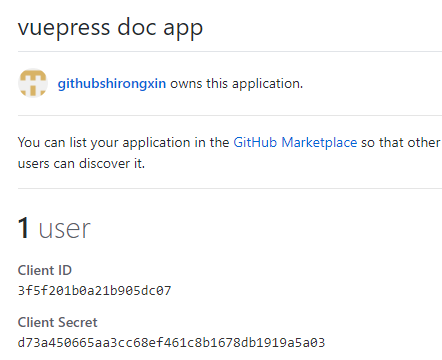 vuepress doc app
githubshirongxin owns this application.
You can list your application in the GitHub Marketplace so that other
users can discover it.
1 user
Client ID
3f5f201b0a21b905dc07
Client Secret
d73a450665aa3cc68ef461c8b1678db1919a5a03